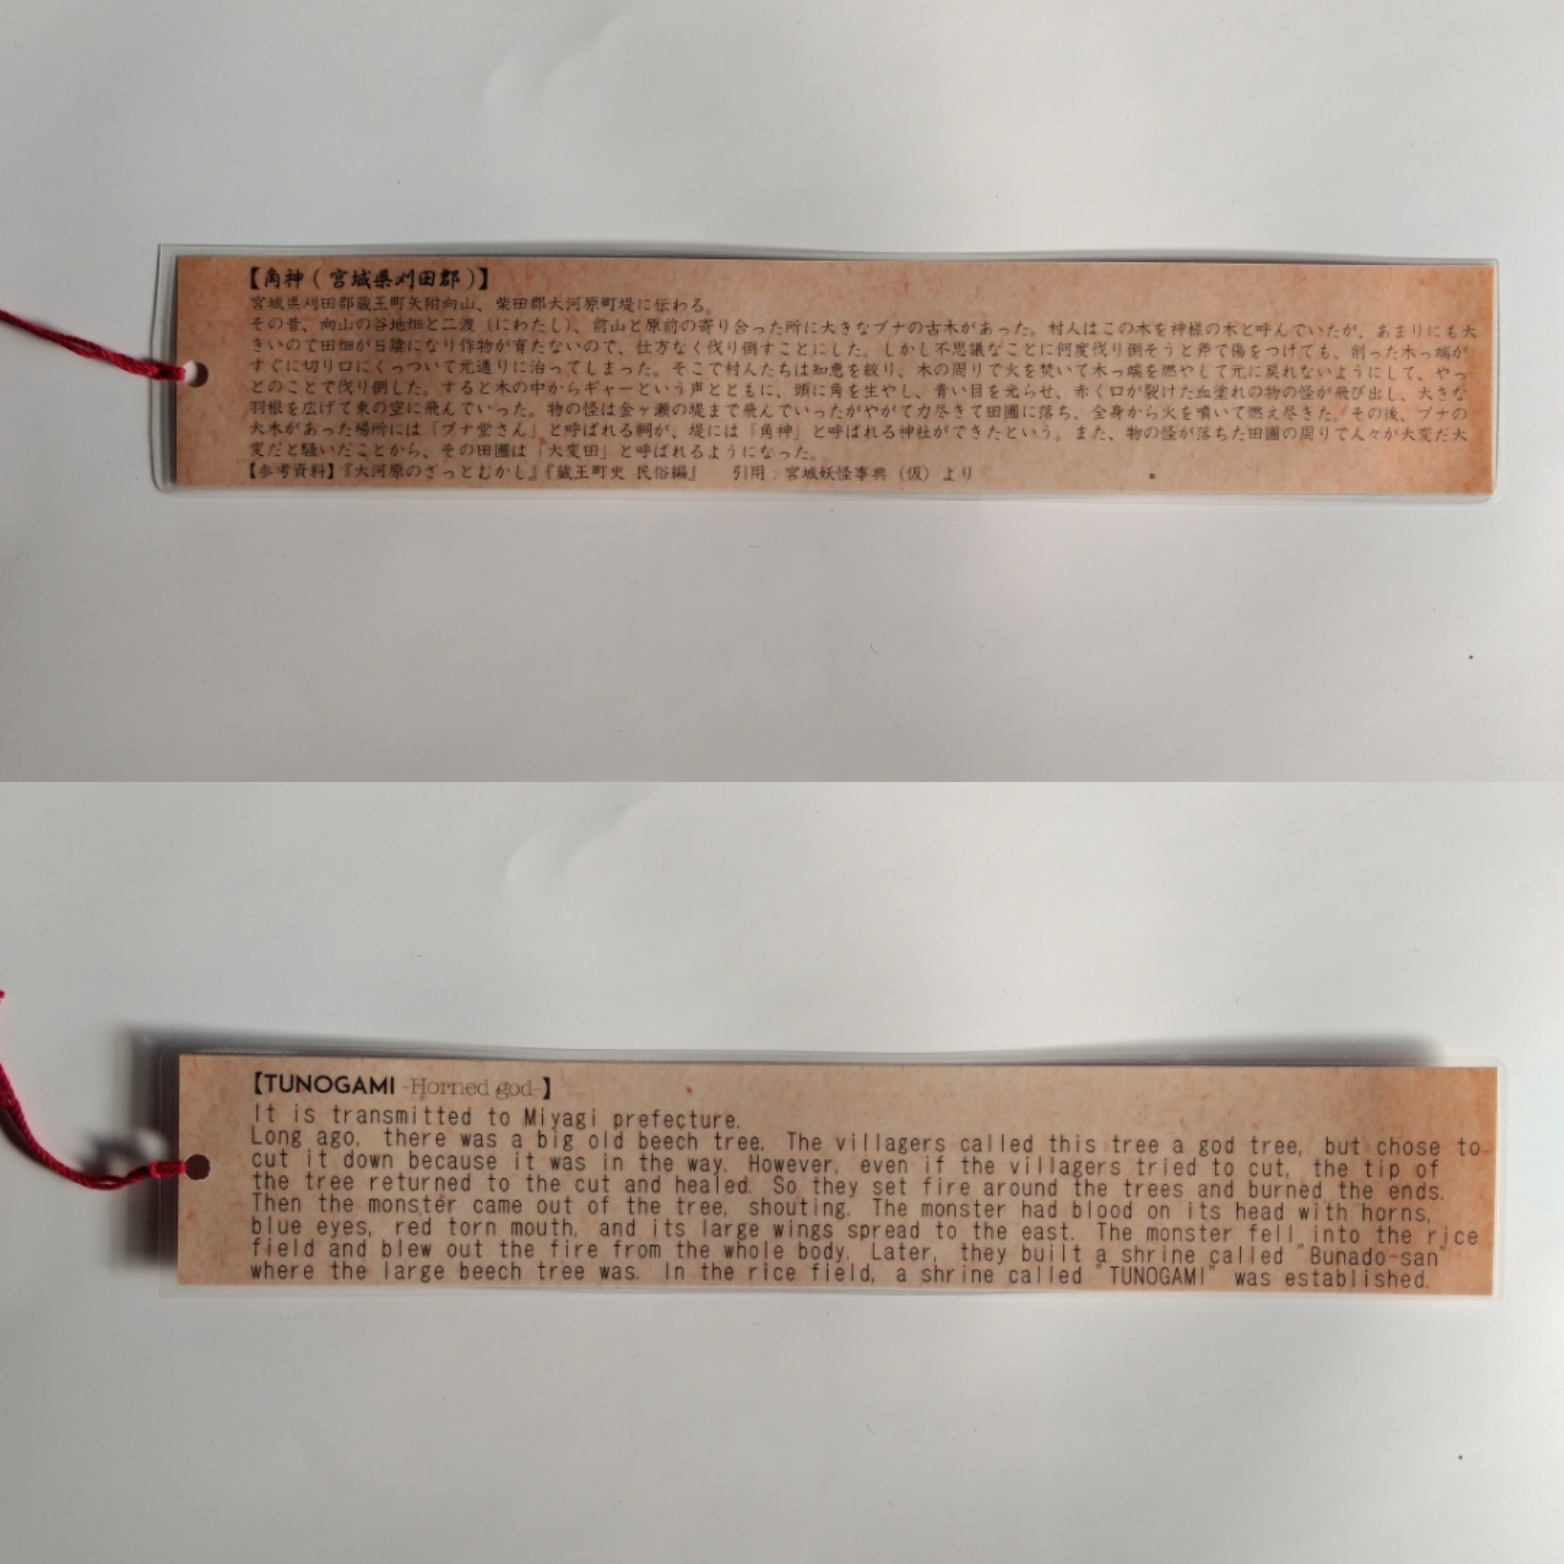 【角神(宮城県刈田郡)】
宮城県刈田郡蔵王町矢附向山、柴田郡大河原町堤に伝わる。
その昔、向山の谷地畑と二渡（にわたし）、前山と原前の寄り合った所に大きなブナの古木があった。村人はこの木を神様の木と呼んでいたが、あまりにも大
きいので田畑が日陰になり作物が育たないので、仕方なく伐り倒すことにした。しかし不思議なことに何度伐り倒そうと斧で傷をつけても、削った木っ端が
すぐに切り口にくっついて元通りに治ってしまった。そこで村人たちは知恵を絞り、木の周りで火を焚いて木っ端を燃やして元に戻れないようにして、やっ
とのことで伐り倒した。すると木の中からギャーという声とともに、頭に角を生やし、青い目を光らせ、赤く口が裂けた血塗れの物の怪が飛び出し、大きな
羽根を広げて東の空に飛んでいった。物の怪は金ヶ瀬の堤まで飛んでいったがやがて力尽きて田圃に落ち、全身から火を噴いて燃え尽きた。その後、ブナの
大木があった場所には「ブナ堂さん」と呼ばれる祠が、堤には「角神」と呼ばれる神社ができたという。また、物の怪が落ちた田圃の周りで人々が大変だ大
変だと騒いだことから、その田圃は「大変田」と呼ばれるようになった。
【参考資料】『大河原のざっとむかし』『蔵王町史 民俗編』 引用：宮城妖怪事典（仮）より
【TUNOGAMI -Horned god-】
It is transmitted to Miyagi prefecture.
Long ago, there was a big old beech tree. The villagers called this tree a god tree, but chose to
cut it down because it was in the way. However, even if the villagers tried to cut, the tip of
the tree returned to the cut and healed. So they set fire around the trees and burned the ends.
Then the monster came out of the tree, shouting. The monster had blood on its head with horns,
blue eyes, red torn mouth, and its large wings spread to the east. The monster fell into the rice
field and blew out the fire from the whole body. Later, they built a shrine called "Bunado-san"
where the large beech tree was. In the rice field, a shrine called "TUNOGAMI" was established.